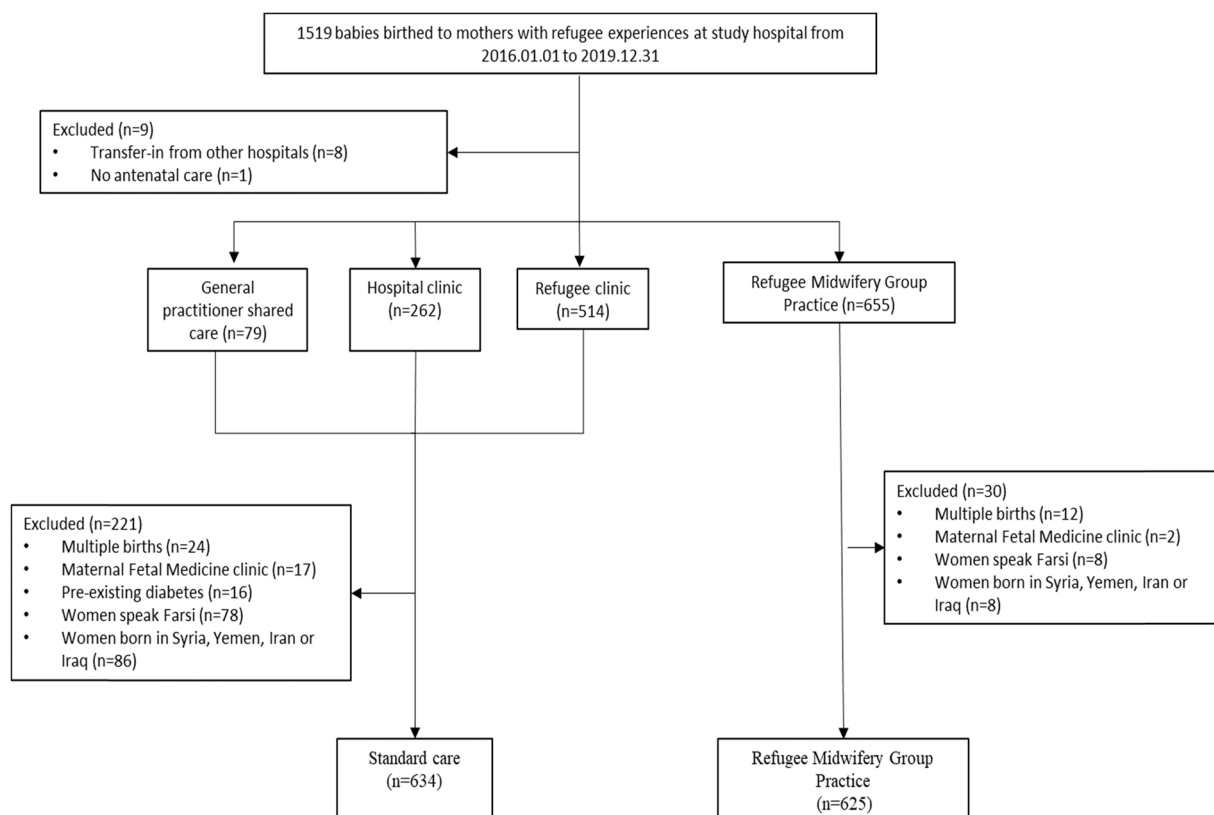 1519 babies birthed to mothers with refugee experiences at study hospital from
2016.01.01 to 2019.12.31
Excluded (n=9)
• Transfer-in from other hospitals (n=8)
• No antenatal care (n=1)
General
practitioner shared
care (n=79)
Hospital clinic
(n=262)
Refugee clinic
(n=514)
Refugee Midwifery Group
Practice (n=655)
Excluded (n=221)
• Multiple births (n=24)
• Maternal Fetal Medicine clinic (n=17)
• Pre-existing diabetes (n=16)
• Women speak Farsi (n=78)
• Women born in Syria, Yemen, Iran or
Iraq (n=86)
Excluded (n=30)
• Multiple births (n=12)
• Maternal Fetal Medicine clinic (n=2)
• Women speak Farsi (n=8)
• Women born in Syria, Yemen, Iran or
Iraq (n=8)
Standard care
(n=634)
Refugee Midwifery Group
Practice
(n=625)